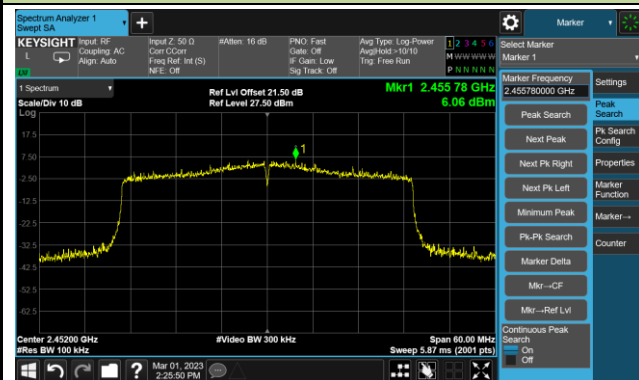 Spectrum Analyzer 1
Swept SA
+
Marker
KEYSIGHT
L
Input: RF
Coupling: AC
Align: Auto
Input Z: 50 Ω
Corr CCorr
Freq Ref: Int (S)
NFE: Off
#Atten: 16 dB
PNO: Fast
Gate: Off
IF Gain: Low
Sig Track: Off
Avg Type: Log-Power
Avg|Hold:>10/10
Trig: Free Run
1 2 3 4 5 6
M W W W W W
P N N N N N
Select Marker
Marker 1
1 Spectrum
Scale/Div 10 dB
Log
Ref Lvl Offset 21.50 dB
Ref Level 27.50 dBm
Mkr1 2.455 78 GHz
6.06 dBm
Marker Frequency
2.455780000 GHz
Settings
Peak Search
Next Peak
Next Pk Right
Next Pk Left
Minimum Peak
Pk-Pk Search
Marker Delta
Mkr→CF
Mkr→Ref Lvl
Continuous Peak
Search
On
Off
Peak
Search
Pk Search
Config
Properties
Marker
Function
Marker→
Counter
17.5
7.50
-2.50
-12.5
-22.5
-32.5
-42.5
-52.5
-62.5
1
Center 2.45200 GHz
#Res BW 100 kHz
#Video BW 300 kHz
Span 60.00 MHz
Sweep 5.87 ms (2001 pts)
?
Mar 01, 2023
2:25:50 PM